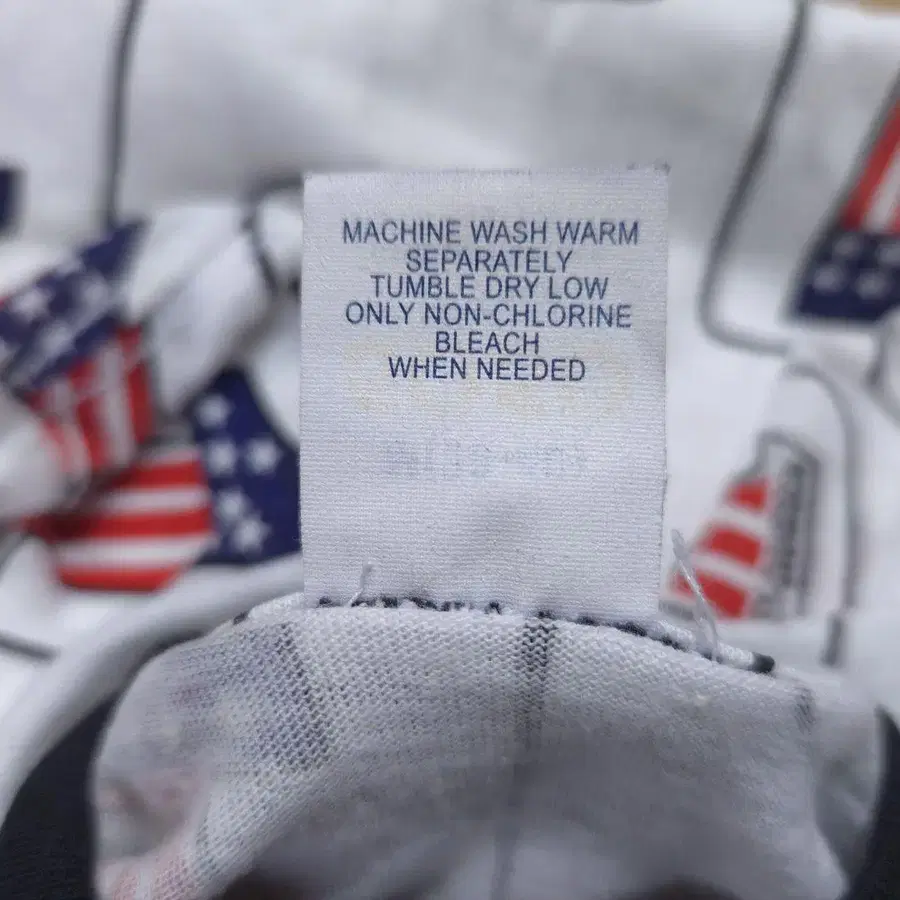 MACHINE WASH WARM
SEPARATELY
TUMBLE DRY LOW
ONLY NON-CHLORINE
BLEACH
WHEN NEEDED